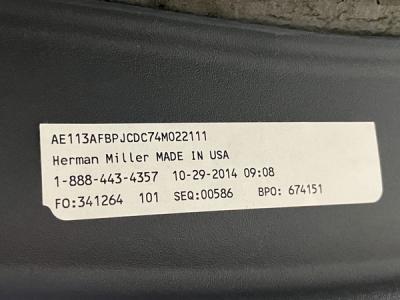 AE113AFBPJCDC74M022111
Herman Miller MADE IN USA
1-888-443-4357 10-29-2014 09:08
FO:341264 101 SEQ:00586 BPO: 674151